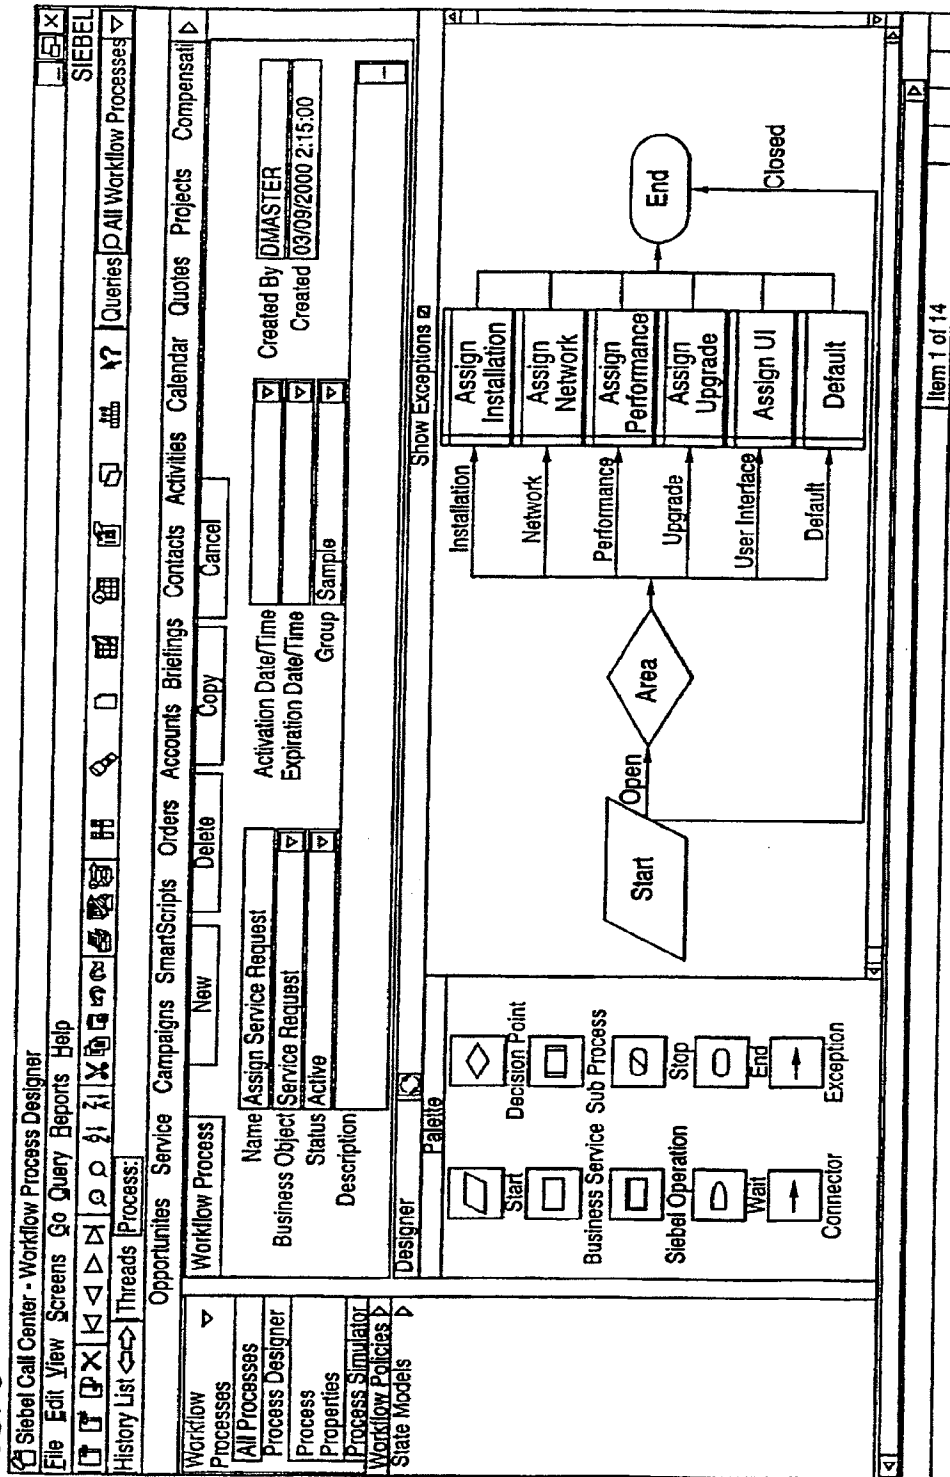 Siebel Call Center - Workflow Process Designer
File Edit View Screens Go Query Reports Help
SIEBEL
History List Threads Process:
Queries All Workflow Processes
Opportunites Service Campaigns SmartScripts Orders Accounts Briefings Contacts Activities Calendar Quotes Projects Compensati
Workflow
Processes
All Processes
Process Designer
Process
Properties
Process Simulator
Workflow Policies
State Models
Workflow Process
New
Delete
Copy
Cancel
Name Assign Service Request
Business Object Service Request
Status Active
Description
Activation Date/Time
Expiration Date/Time
Group Sample
Created By DMASTER
Created 03/09/2000 2:15:00
Designer
Show Exceptions
Palette
Start
Decision Point
Business Service
Sub Process
Siebel Operation
Stop
Wait
End
Connector
Exception
Start
Open
Area
Installation
Network
Performance
Upgrade
User Interface
Default
Assign
Installation
Assign
Network
Assign
Performance
Assign
Upgrade
Assign UI
Default
End
Closed
Item 1 of 14